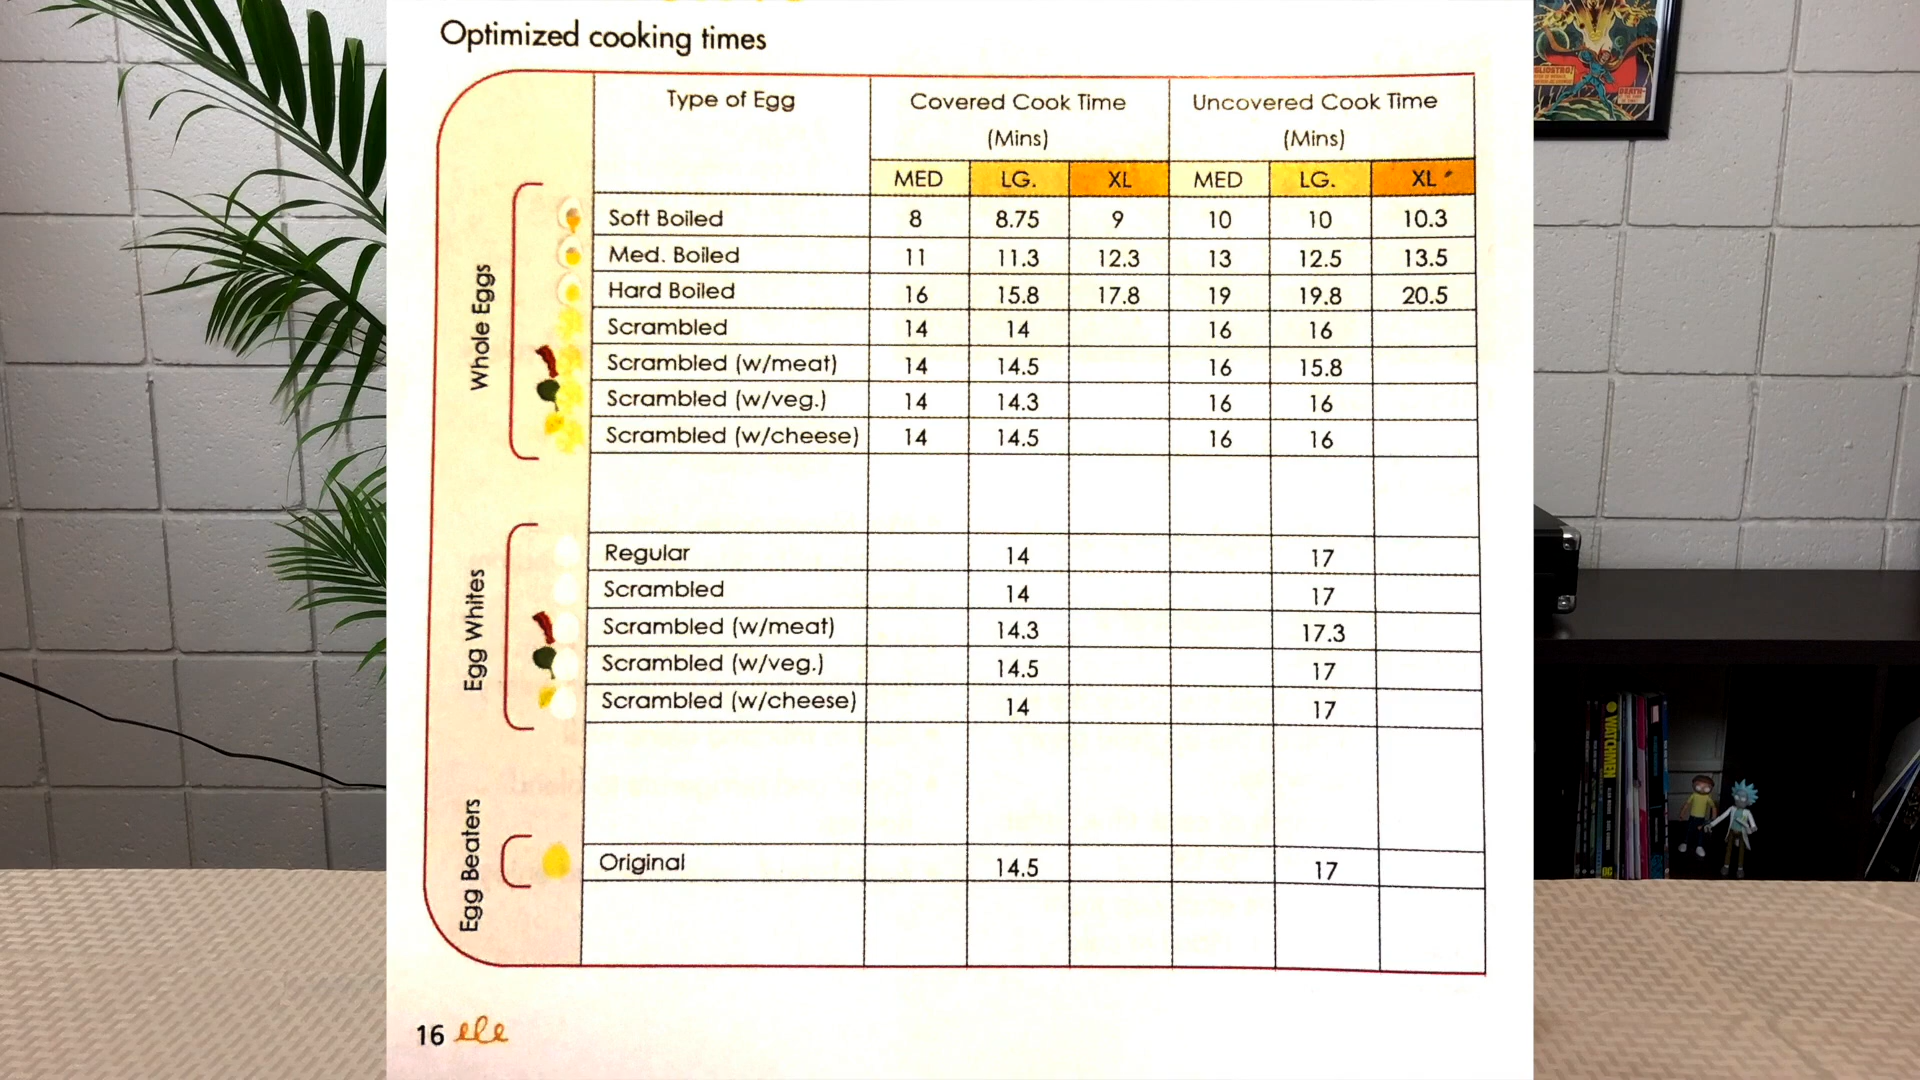 Optimized cooking times
Type of Egg Covered Cook Time (Mins) Uncovered Cook Time (Mins)
MED LG. XL MED LG. XL
Whole Eggs
Soft Boiled 8 8.75 9 10 10 10.3
Med. Boiled 11 11.3 12.3 13 12.5 13.5
Hard Boiled 16 15.8 17.8 19 19.8 20.5
Scrambled 14 14 16 16
Scrambled (w/meat) 14 14.5 16 15.8
Scrambled (w/veg.) 14 14.3 16 16
Scrambled (w/cheese) 14 14.5 16 16
Egg Whites
Regular 14 17
Scrambled 14 17
Scrambled (w/meat) 14.3 17.3
Scrambled (w/veg.) 14.5 17
Scrambled (w/cheese) 14 17
Egg Beaters
Original 14.5 17
16
WATCHMEN
DC